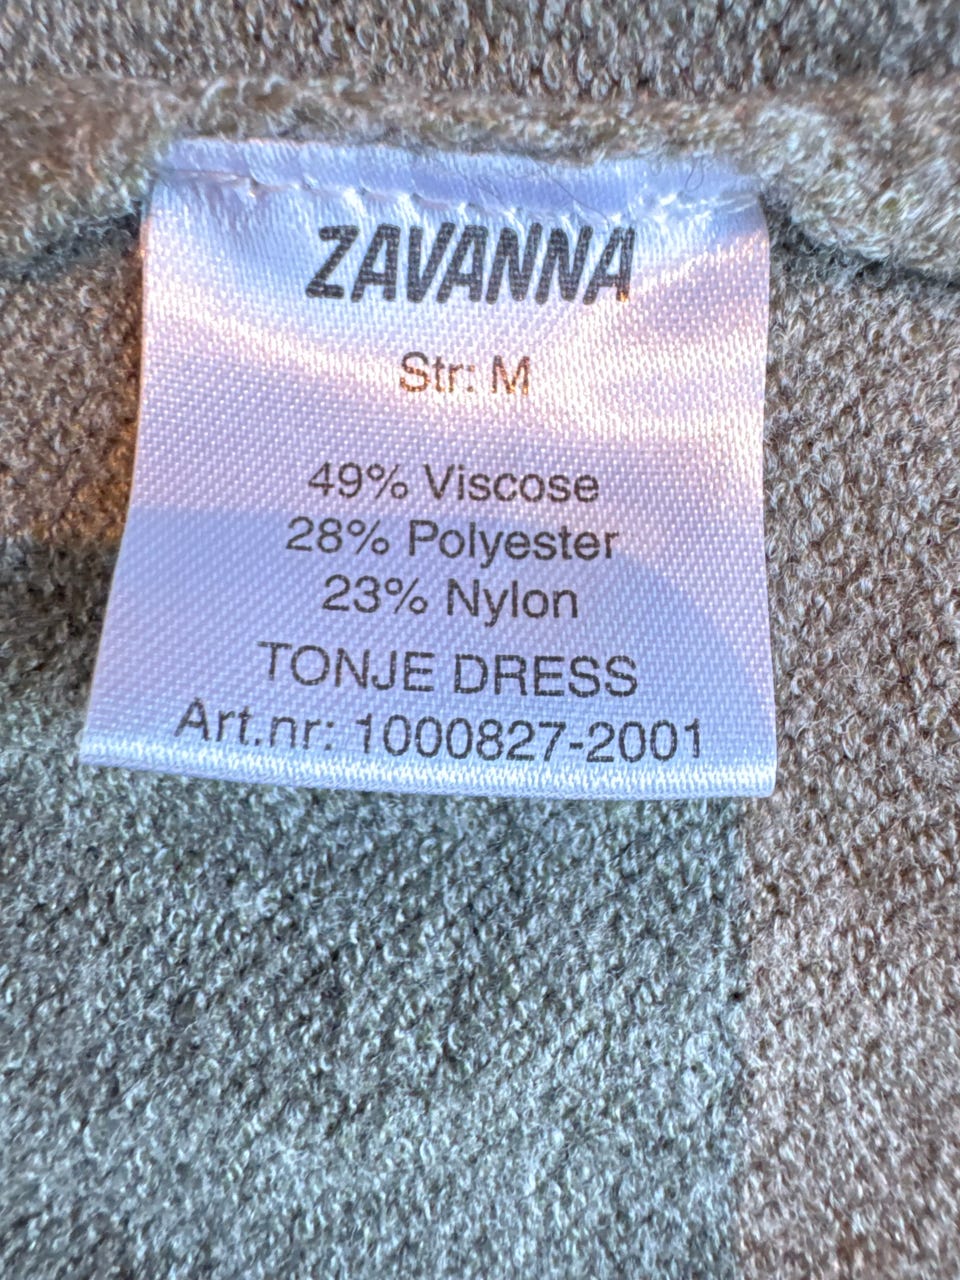 ZAVANNA
Str: M
49% Viscose
28% Polyester
23% Nylon
TONJE DRESS
Art.nr: 1000827-2001